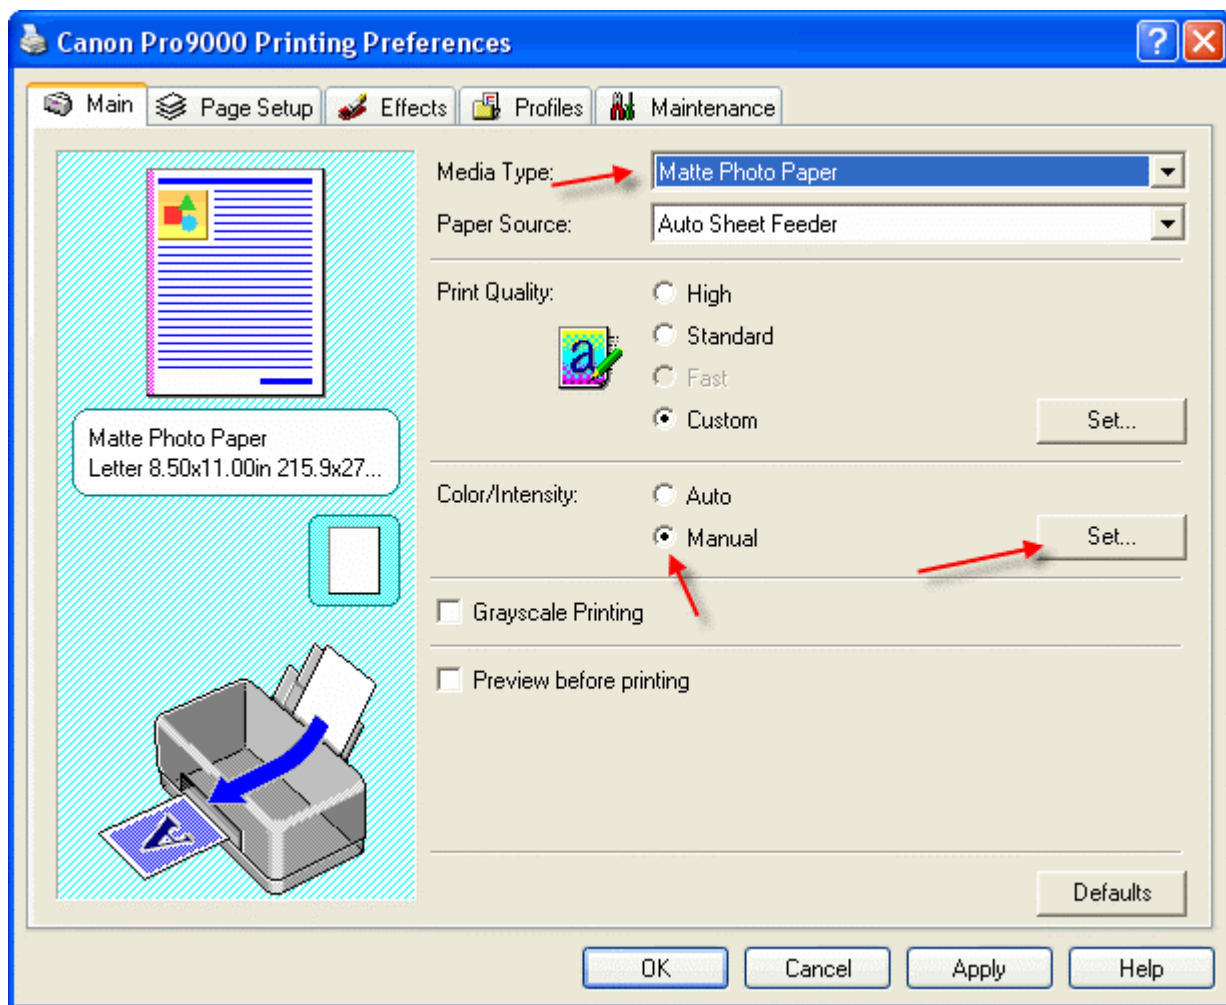 Canon Pro9000 Printing Preferences
Main Page Setup Effects Profiles Maintenance
Media Type: Matte Photo Paper
Paper Source: Auto Sheet Feeder
Print Quality: High
Standard
a
Fast
Custom Set...
Matte Photo Paper
Letter 8.50x11.00in 215.9x27...
Color/Intensity: Auto
Manual Set...
Grayscale Printing
Preview before printing
A
Defaults
OK Cancel Apply Help